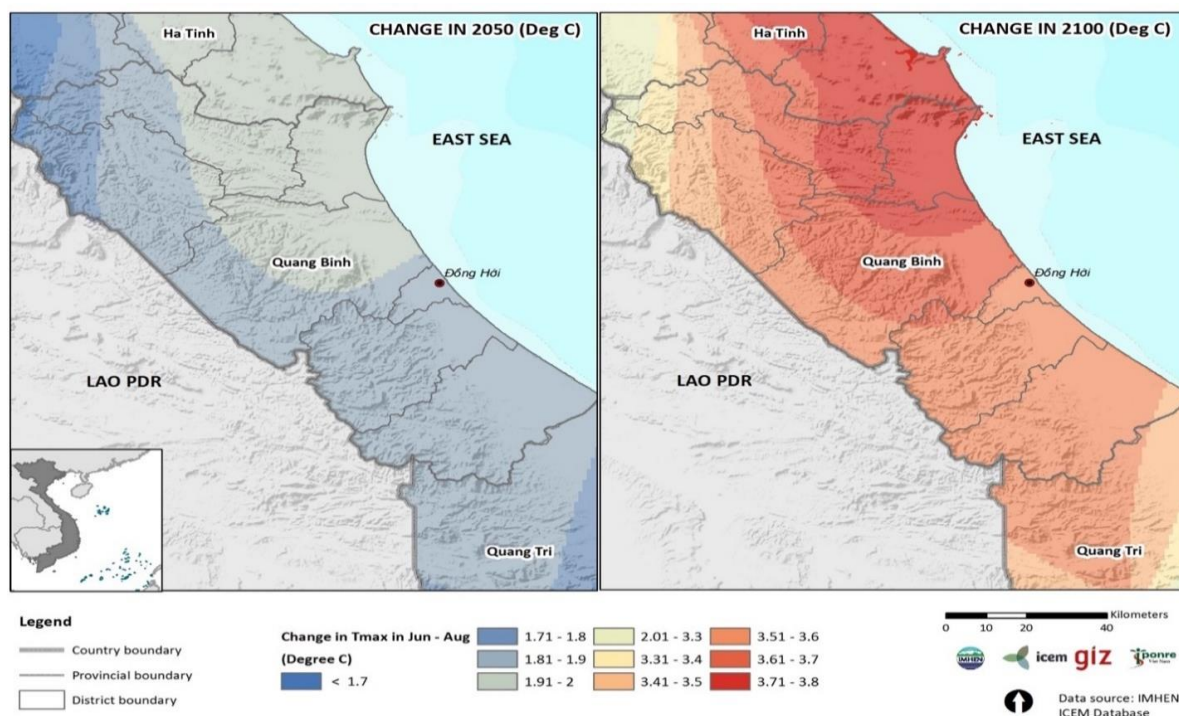 CHANGE IN 2050 (Deg C)
Ha Tinh
EAST SEA
Quang Binh
Đồng Hới
LAO PDR
Quang Tri
CHANGE IN 2100 (Deg C)
Ha Tinh
EAST SEA
Quang Binh
Đồng Hới
LAO PDR
Quang Tri
Legend
Country boundary
Provincial boundary
District boundary
Change in Tmax in Jun - Aug
(Degree C)
< 1.7
1.71 - 1.8
1.81 - 1.9
1.91 - 2
2.01 - 3.3
3.31 - 3.4
3.41 - 3.5
3.51 - 3.6
3.61 - 3.7
3.71 - 3.8
Kilometers
0 10 20 40
IMHEN
icem
giz
ponre
Data source: IMHEN
ICEM Database